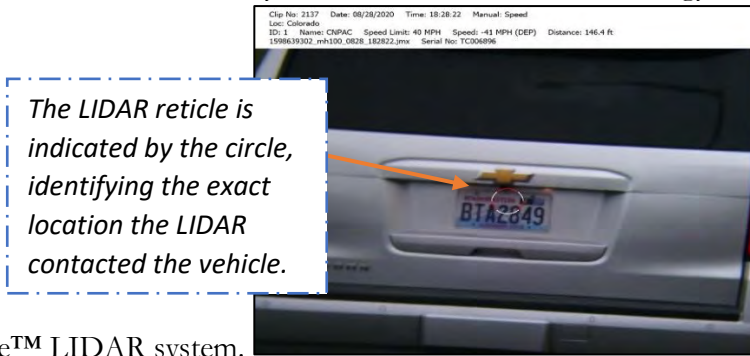 Clip No: 2137 Date: 08/28/2020 Time: 18:28:22 Manual: Speed
Loc: Colorado
ID: 1 Name: CNPAC Speed Limit: 40 MPH Speed: -41 MPH (DEP) Distance: 146.4 ft
1598639302_mh100_0828_182822.jmx Serial No: TC006896
The LIDAR reticle is
indicated by the circle,
identifying the exact
location the LIDAR
contacted the vehicle.
BTA2849
e™ LIDAR system.